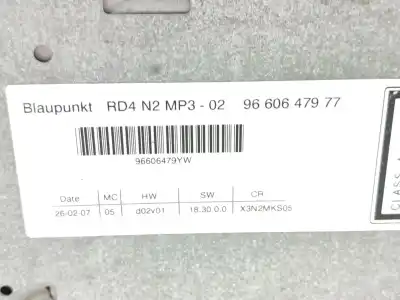 Blaupunkt RD4 N2 MP3 - 02 96 606 479 77
96606479YW
Date MC HW SW CR
26-02-07 05 d02v01 18.30.0.0 X3N2MKS05
CLASS